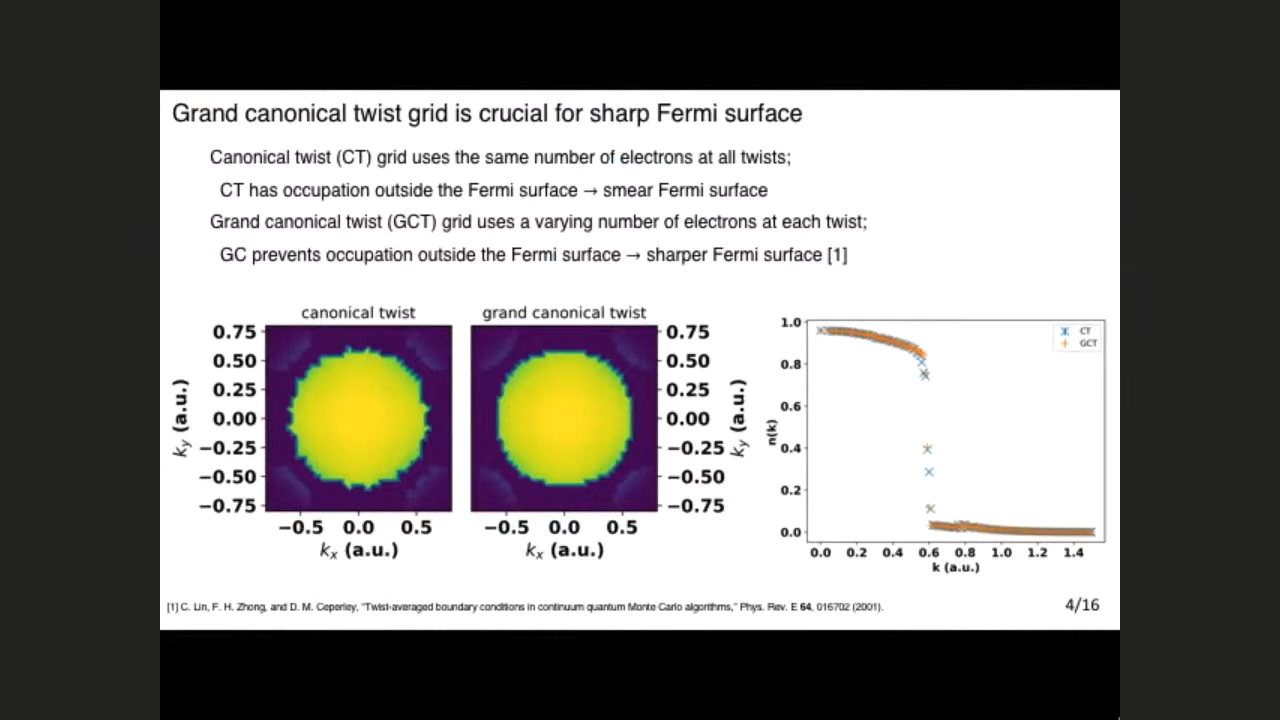 Grand canonical twist grid is crucial for sharp Fermi surface
Canonical twist (CT) grid uses the same number of electrons at all twists;
CT has occupation outside the Fermi surface → smear Fermi surface
Grand canonical twist (GCT) grid uses a varying number of electrons at each twist;
GC prevents occupation outside the Fermi surface → sharper Fermi surface [1]
canonical twist
0.75
0.50
0.25
0.00
−0.25
−0.50
−0.75
ky (a.u.)
−0.5 0.0 0.5
kx (a.u.)
grand canonical twist
0.75
0.50
0.25
0.00
−0.25
−0.50
−0.75
ky (a.u.)
−0.5 0.0 0.5
kx (a.u.)
1.0
0.8
0.6
0.4
0.2
0.0
n(k)
CT
GCT
0.0 0.2 0.4 0.6 0.8 1.0 1.2 1.4
k (a.u.)
[1] C. Lin, F. H. Zhong, and D. M. Ceperley, "Twist-averaged boundary conditions in continuum quantum Monte Carlo algorithms," Phys. Rev. E 64, 016702 (2001).
4/16